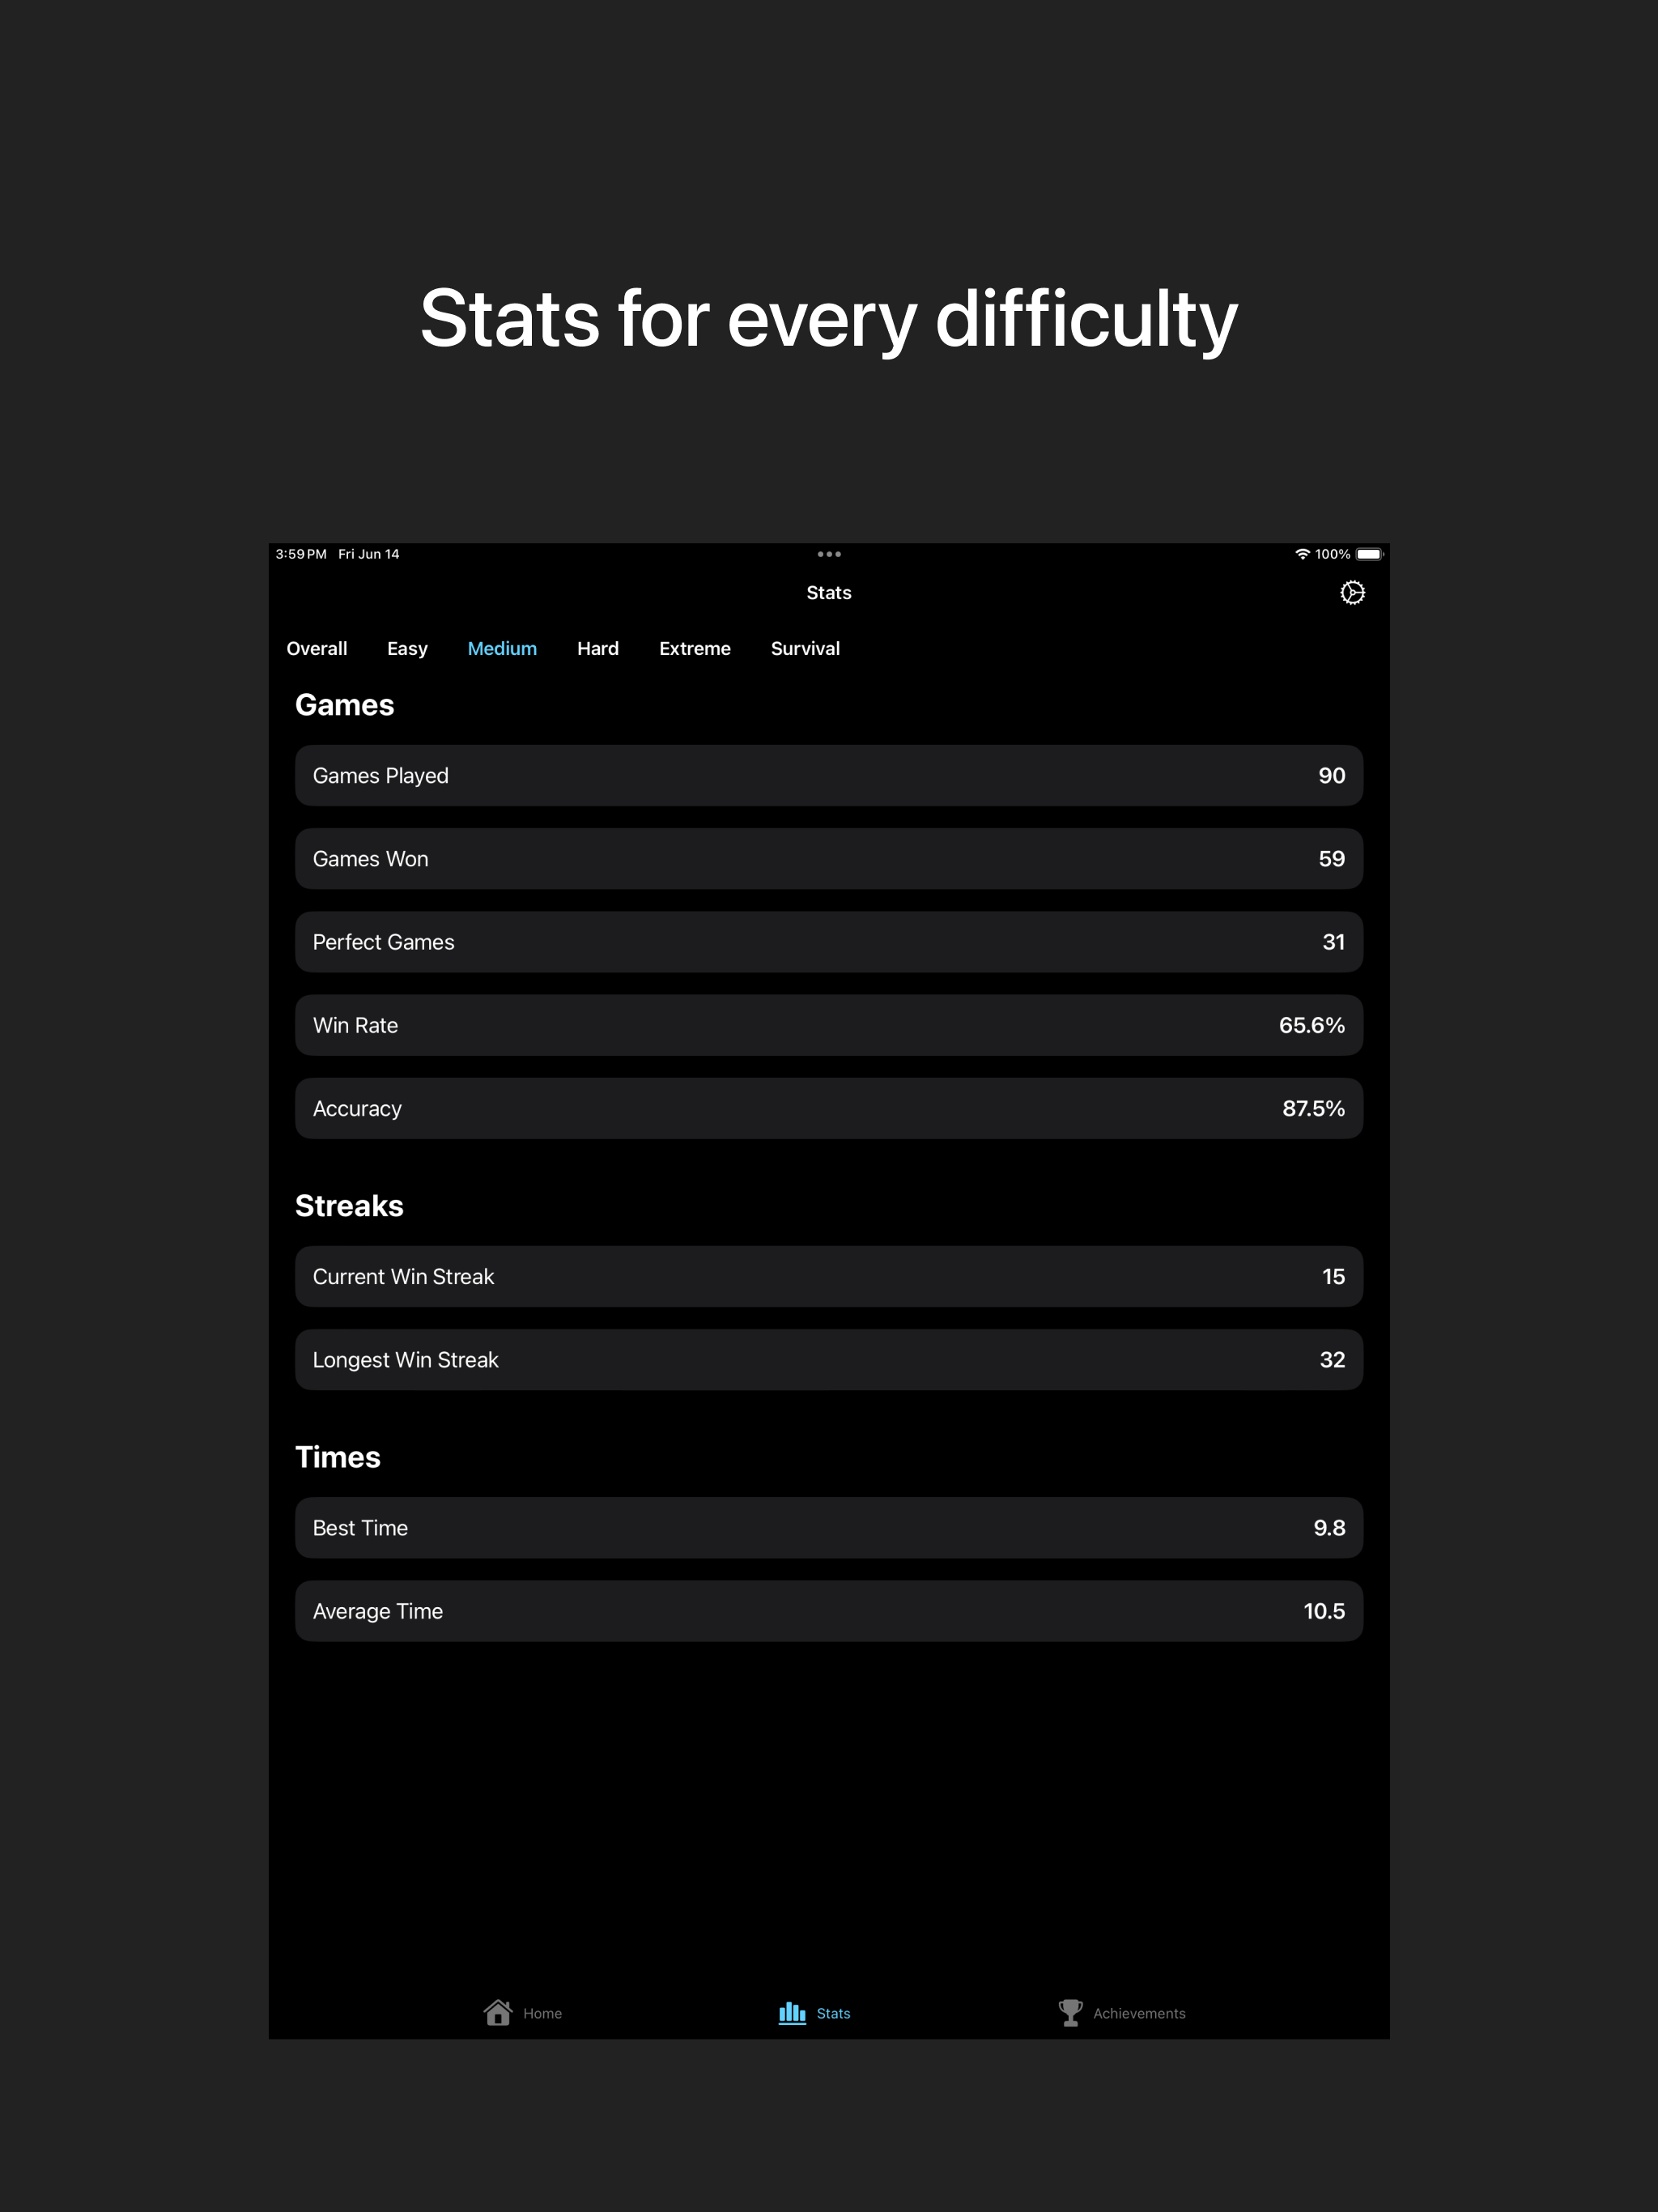 Stats for every difficulty
3:59 PM Fri Jun 14 100%
Stats
Overall Easy Medium Hard Extreme Survival
Games
Games Played 90
Games Won 59
Perfect Games 31
Win Rate 65.6%
Accuracy 87.5%
Streaks
Current Win Streak 15
Longest Win Streak 32
Times
Best Time 9.8
Average Time 10.5
Home Stats Achievements